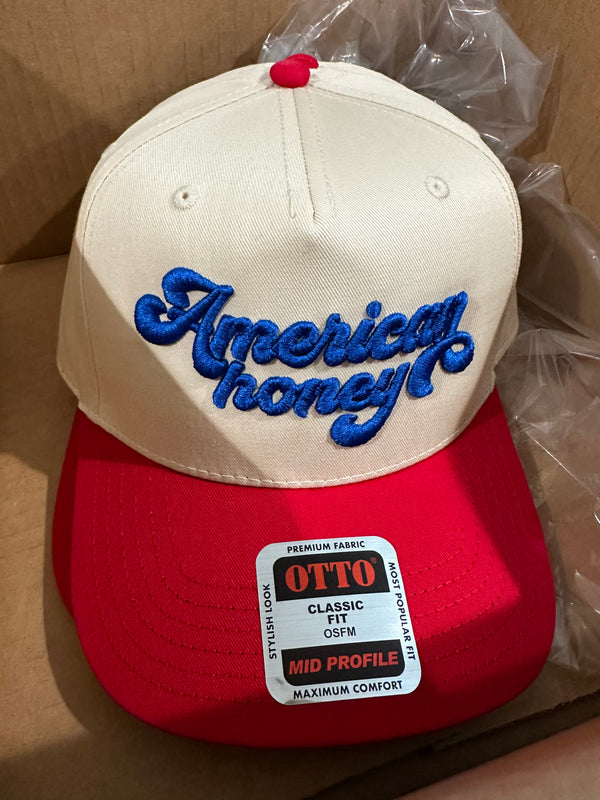 American
honey
PREMIUM FABRIC
STYLISH LOOK
OTTO®
CLASSIC
FIT
OSFM
MID PROFILE
MOST POPULAR FIT
MAXIMUM COMFORT